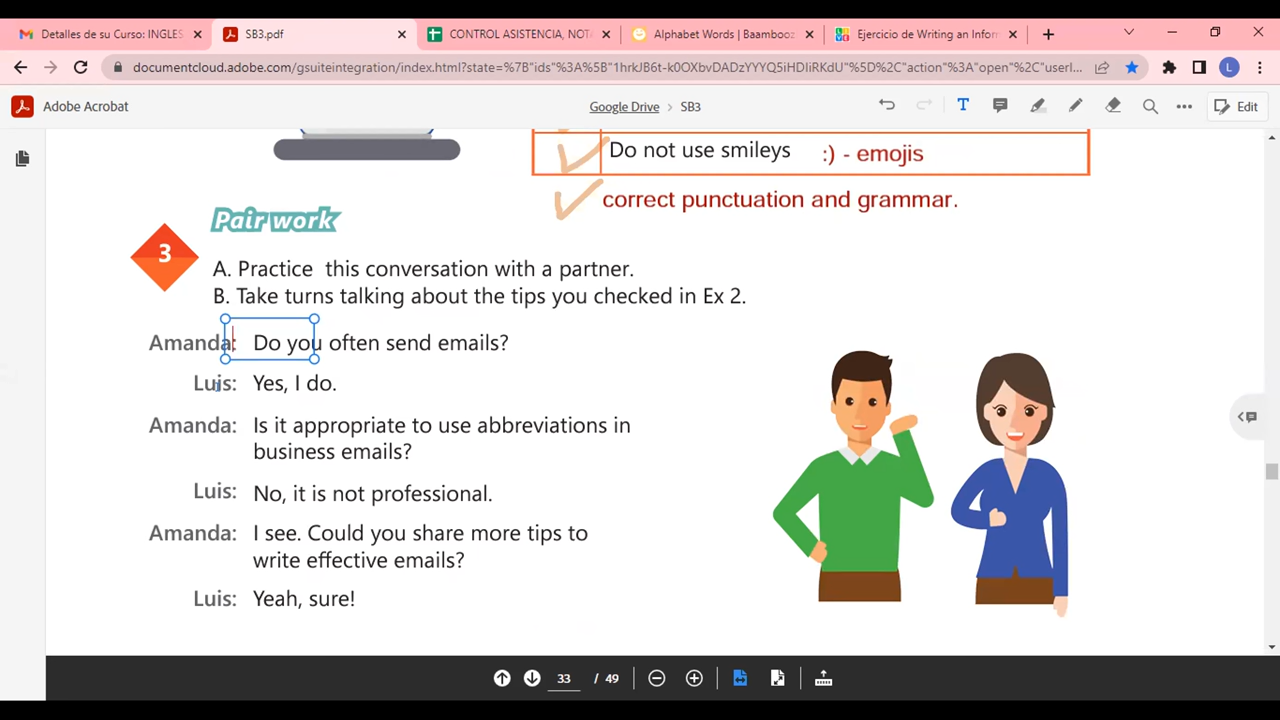 Detalles de su Curso: INGLES
SB3.pdf
CONTROL ASISTENCIA, NOTA
Alphabet Words | Baambooz
Ejercicio de Writing an Inform
documentcloud.adobe.com/gsuiteintegration/index.html?state=%7B"ids"%3A%5B"1hrkJB6t-k0OXbvDADzYYYQ5iHDIiRKdU"%5D%2C"action"%3A"open"%2C"userI...
L
Adobe Acrobat
Google Drive > SB3
T
Edit
Do not use smileys :) - emojis
correct punctuation and grammar.
Pair work
3
A. Practice this conversation with a partner.
B. Take turns talking about the tips you checked in Ex 2.
Amanda: Do you often send emails?
Luis: Yes, I do.
Amanda: Is it appropriate to use abbreviations in
business emails?
Luis: No, it is not professional.
Amanda: I see. Could you share more tips to
write effective emails?
Luis: Yeah, sure!
33 / 49